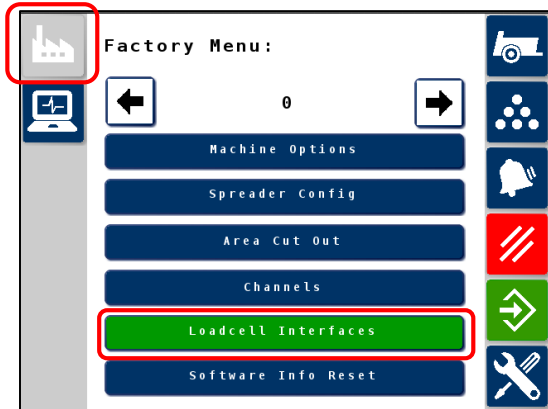 Factory Menu:
0
Machine Options
Spreader Config
Area Cut Out
Channels
Loadcell Interfaces
Software Info Reset